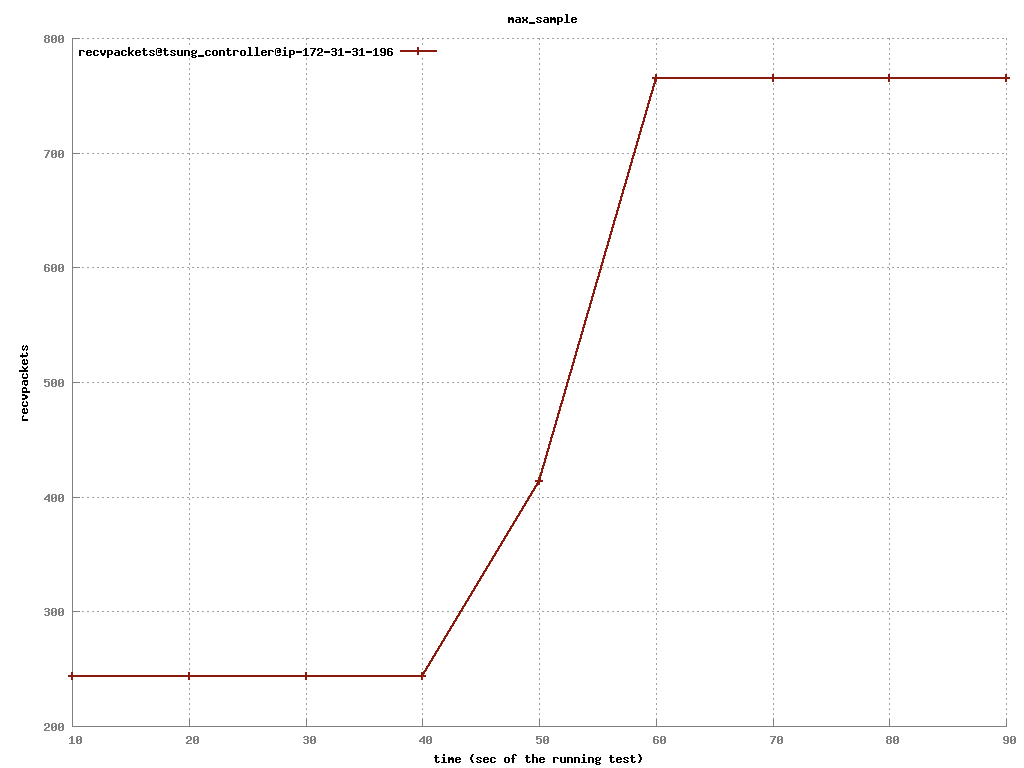 max_sample
800
recvpackets@tsung_controller@ip-172-31-31-196
700
600
500
recvpackets
400
300
200
10 20 30 40 50 60 70 80 90
time (sec of the running test)